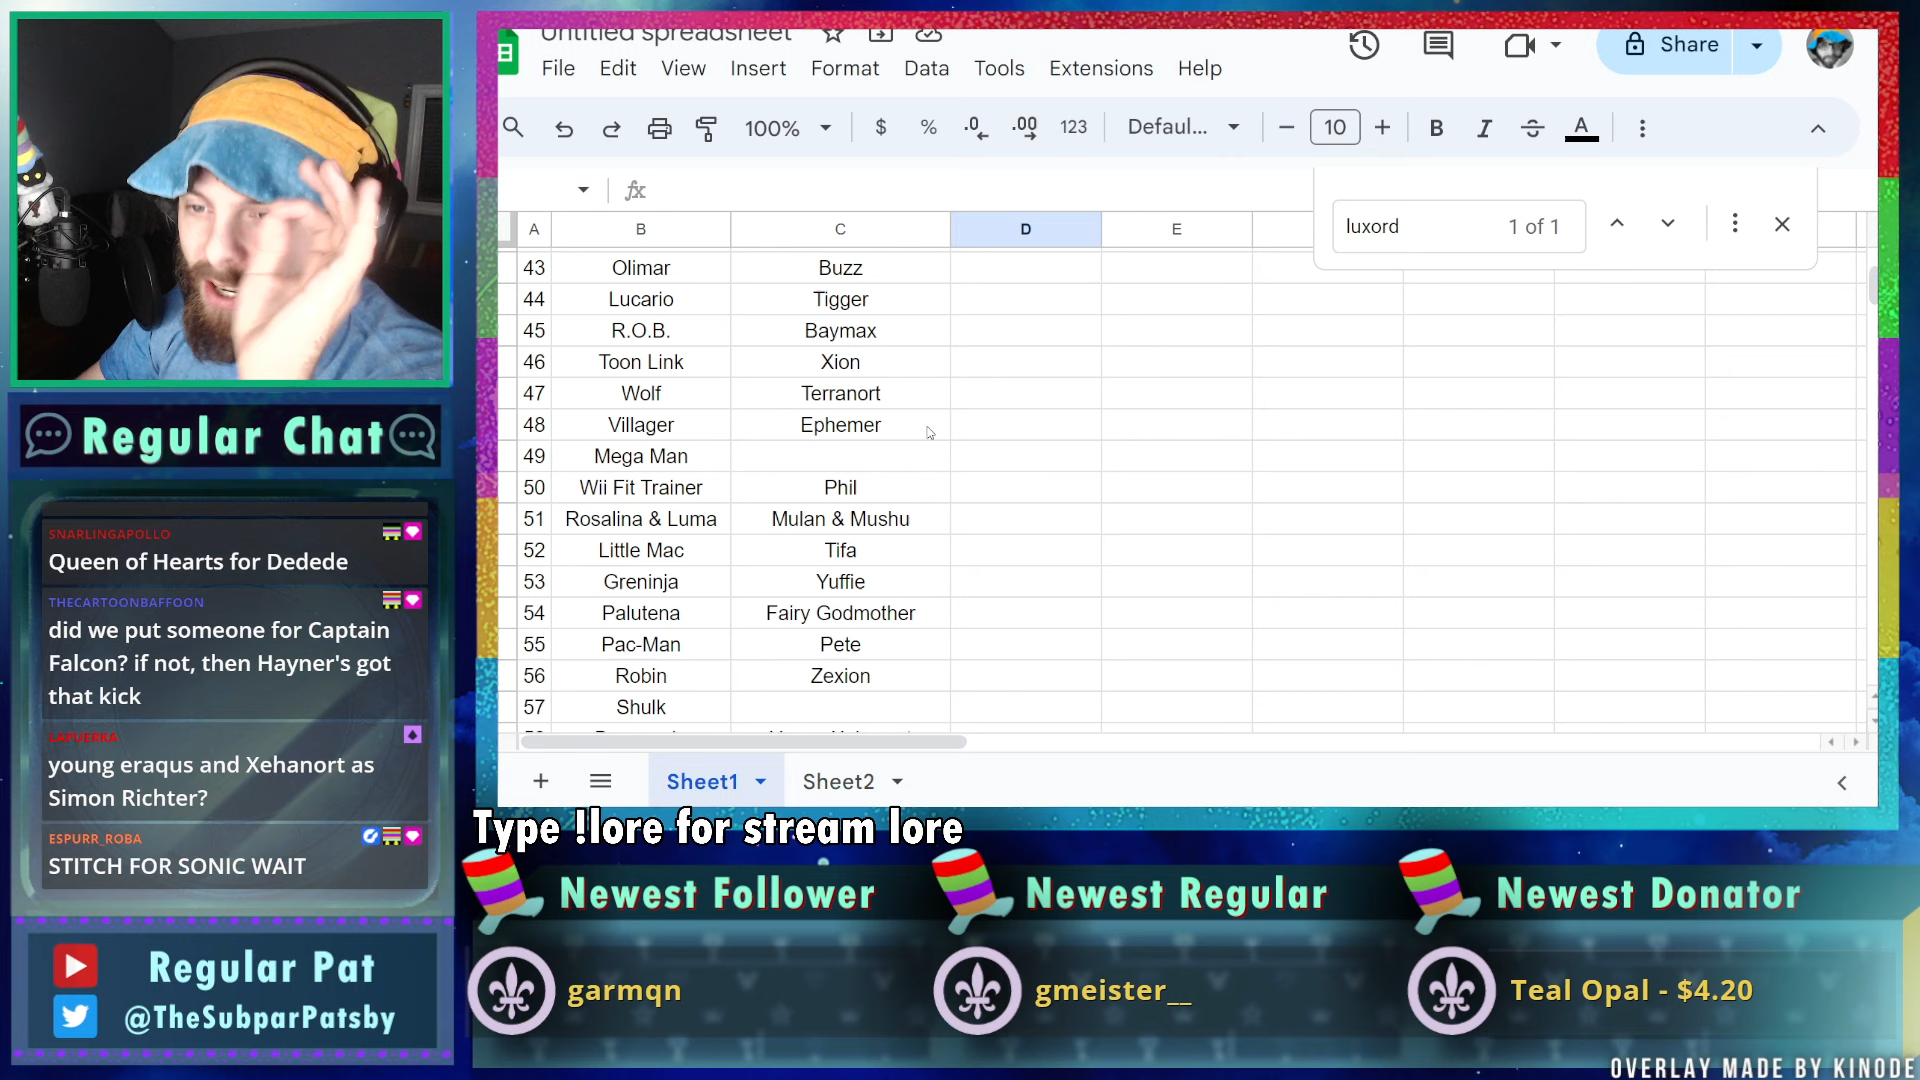 Untitled spreadsheet
File Edit View Insert Format Data Tools Extensions Help
Share
100% $ % .0 .00 123 Defaul... 10 B I S A
fx
luxord 1 of 1
A B C D E
43 Olimar Buzz
44 Lucario Tigger
45 R.O.B. Baymax
46 Toon Link Xion
47 Wolf Terranort
48 Villager Ephemer
49 Mega Man
50 Wii Fit Trainer Phil
51 Rosalina & Luma Mulan & Mushu
52 Little Mac Tifa
53 Greninja Yuffie
54 Palutena Fairy Godmother
55 Pac-Man Pete
56 Robin Zexion
57 Shulk
Sheet1 Sheet2
Regular Chat
SNARLINGAPOLLO
Queen of Hearts for Dedede
THECARTOONBAFFOON
did we put someone for Captain
Falcon? if not, then Hayner's got
that kick
LAPUERKA
young eraqus and Xehanort as
Simon Richter?
ESPURR_ROBA
STITCH FOR SONIC WAIT
Regular Pat
@TheSubparPatsby
Type !lore for stream lore
Newest Follower
garmqn
Newest Regular
gmeister__
Newest Donator
Teal Opal - $4.20
OVERLAY MADE BY KINODE